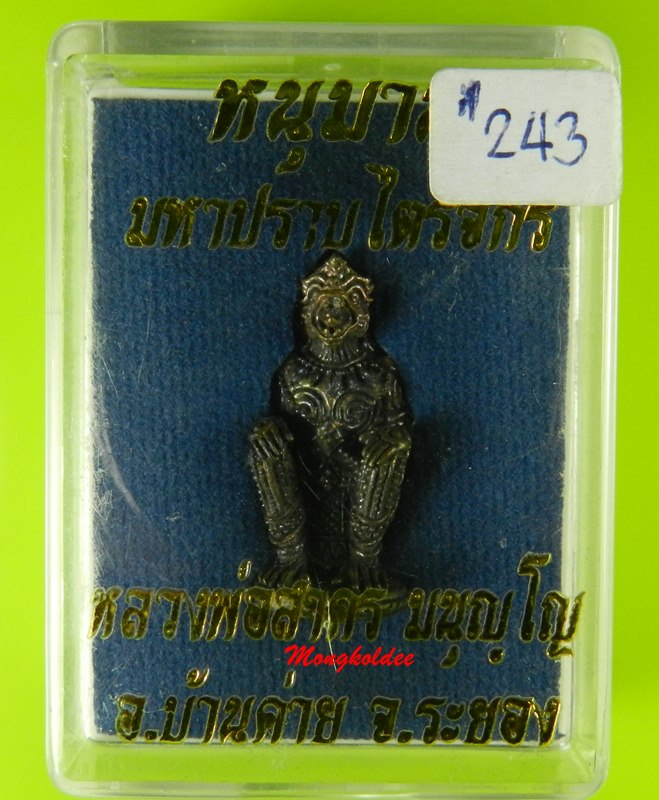 หนุมาน
#243
มหาปราบไตรจักร
หลวงพ่อสาคร มนุญฺโญ
Mongkoldee
อ.บ้านค่าย จ.ระยอง